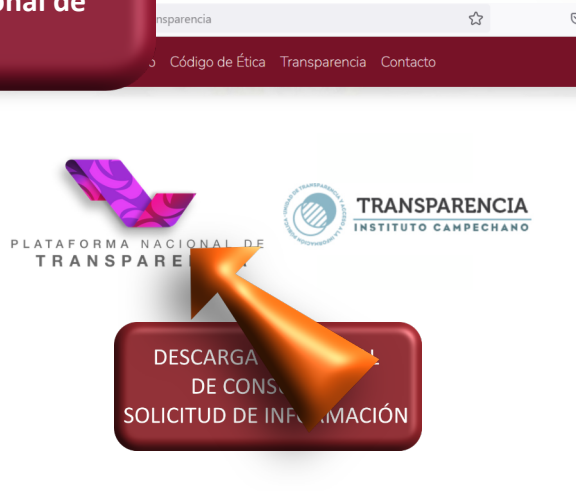 onal de
nsparencia
Código de Ética Transparencia Contacto
PLATAFORMA NACIONAL DE
TRANSPARE
TRANSPARENCIA
INSTITUTO CAMPECHANO
DESCARGA
DE CONS
SOLICITUD DE INF MACIÓN